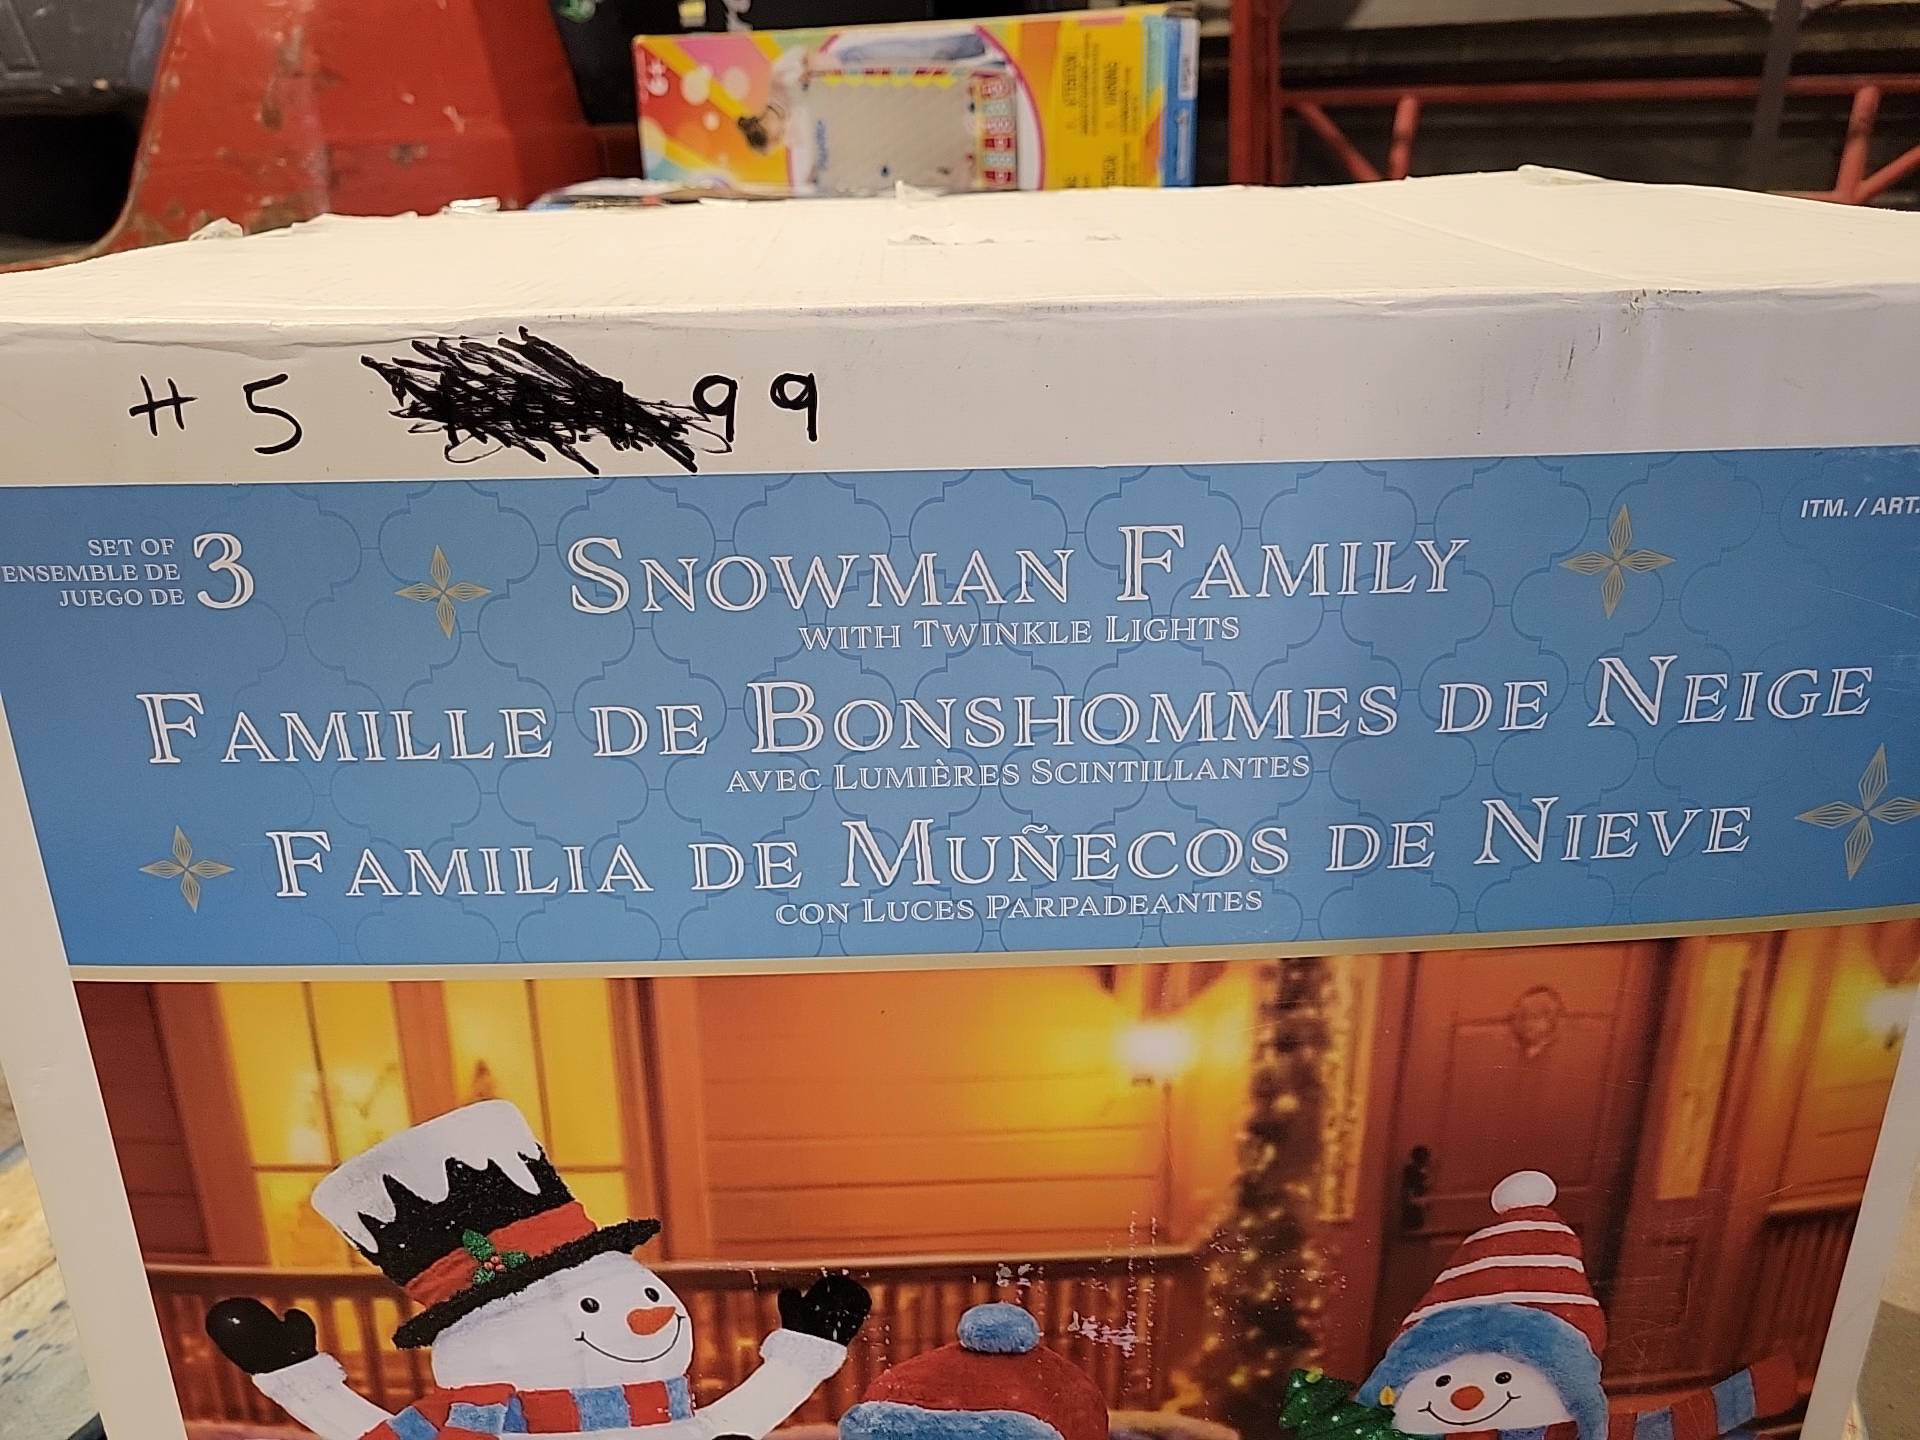 6+
# 5 99
SET OF
ENSEMBLE DE
JUEGO DE
3
ITM. / ART.
SNOWMAN FAMILY
WITH TWINKLE LIGHTS
FAMILLE DE BONSHOMMES DE NEIGE
AVEC LUMIÈRES SCINTILLANTES
FAMILIA DE MUÑECOS DE NIEVE
CON LUCES PARPADEANTES